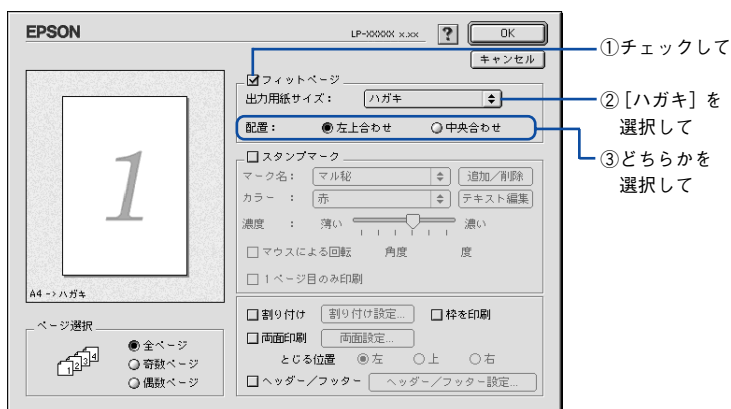 EPSON
LP-XXXXX x.xx
?
OK
キャンセル
①チェックして
フィットページ
出力用紙サイズ： ハガキ
②［ハガキ］を
選択して
配置： 左上合わせ 中央合わせ
③どちらかを
選択して
1
スタンプマーク
マーク名： マル秘 追加／削除
カラー ： 赤 テキスト編集
濃度 ： 薄い 濃い
マウスによる回転 角度 度
1ページ目のみ印刷
A4 -> ハガキ
ページ選択
1 2 3 4
全ページ
奇数ページ
偶数ページ
割り付け 割り付け設定... 枠を印刷
両面印刷 両面設定...
とじる位置 左 上 右
ヘッダー／フッター ヘッダー／フッター設定...